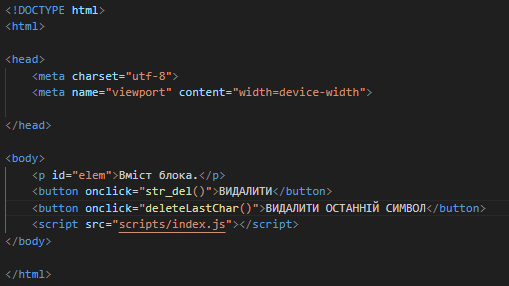 <!DOCTYPE html>
<html>
<head>
<meta charset="utf-8">
<meta name="viewport" content="width=device-width">
</head>
<body>
<p id="elem">Вміст блока.</p>
<button onclick="str_del()">ВИДАЛИТИ</button>
<button onclick="deleteLastChar()">ВИДАЛИТИ ОСТАННІЙ СИМВОЛ</button>
<script src="scripts/index.js"></script>
</body>
</html>